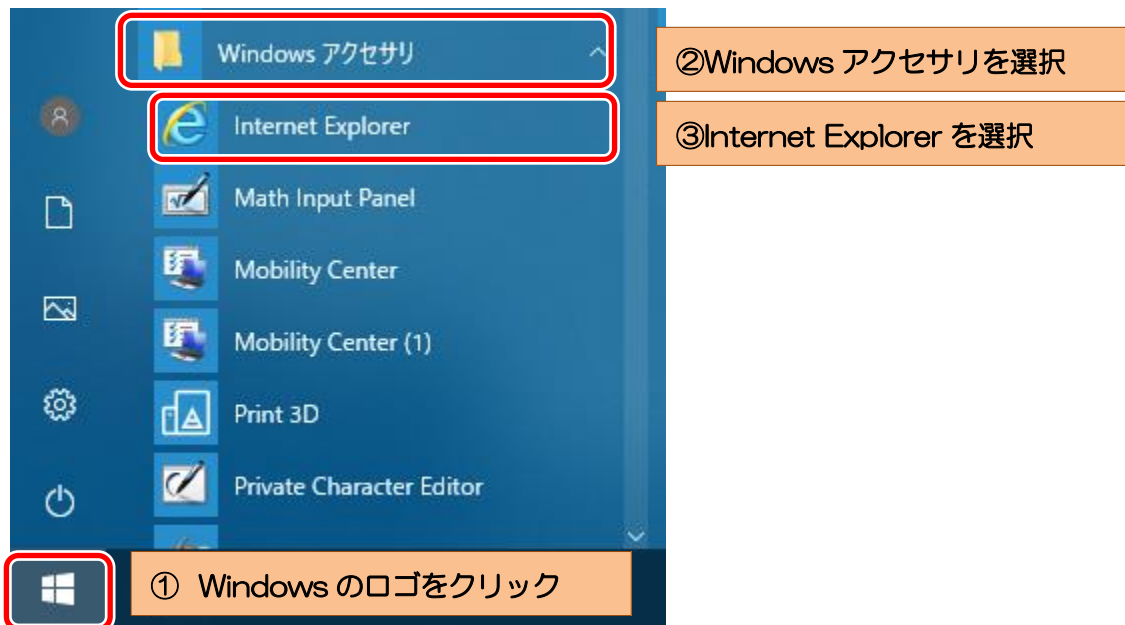 Windows アクセサリ
②Windows アクセサリを選択
Internet Explorer
③Internet Explorer を選択
Math Input Panel
Mobility Center
Mobility Center (1)
Print 3D
Private Character Editor
① Windows のロゴをクリック